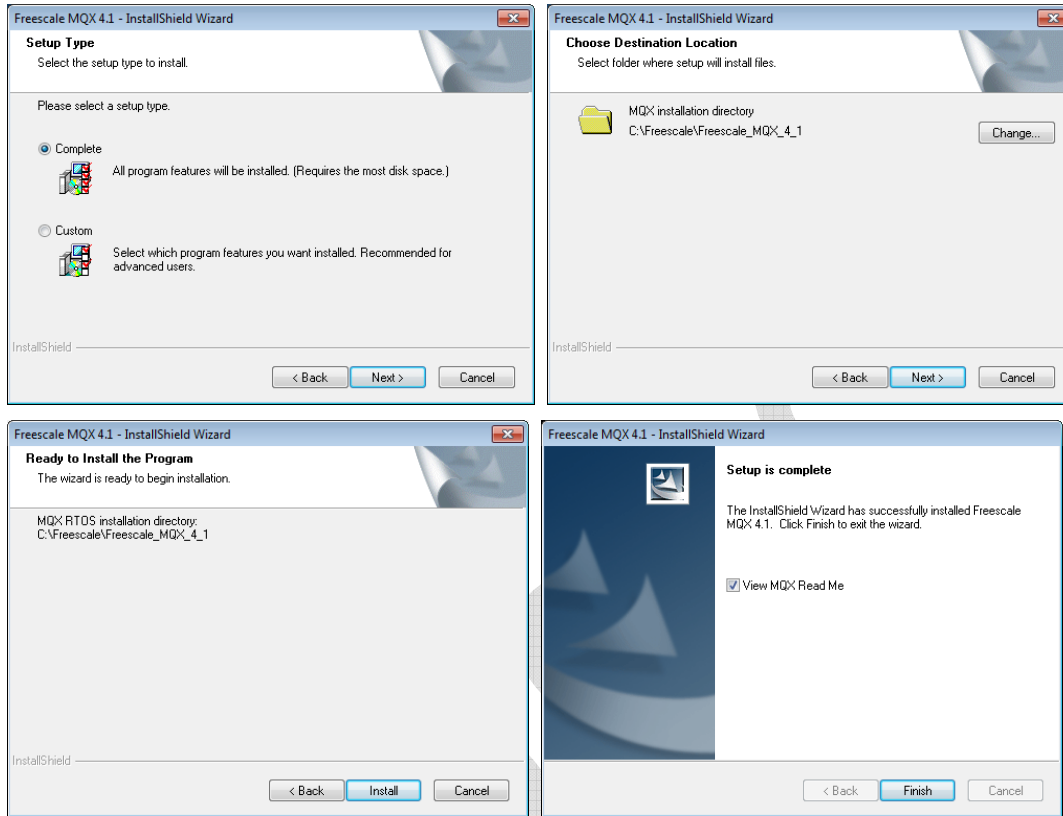 Freescale MQX 4.1 - InstallShield Wizard
Setup Type
Select the setup type to install.
Please select a setup type.
Complete
All program features will be installed. (Requires the most disk space.)
Custom
Select which program features you want installed. Recommended for
advanced users.
InstallShield
< Back
Next >
Cancel
Freescale MQX 4.1 - InstallShield Wizard
Choose Destination Location
Select folder where setup will install files.
MQX installation directory
C:\Freescale\Freescale_MQX_4_1
Change...
InstallShield
< Back
Next >
Cancel
Freescale MQX 4.1 - InstallShield Wizard
Ready to Install the Program
The wizard is ready to begin installation.
MQX RTOS installation directory:
C:\Freescale\Freescale_MQX_4_1
InstallShield
< Back
Install
Cancel
Freescale MQX 4.1 - InstallShield Wizard
Setup is complete
The InstallShield Wizard has successfully installed Freescale
MQX 4.1. Click Finish to exit the wizard.
View MQX Read Me
< Back
Finish
Cancel